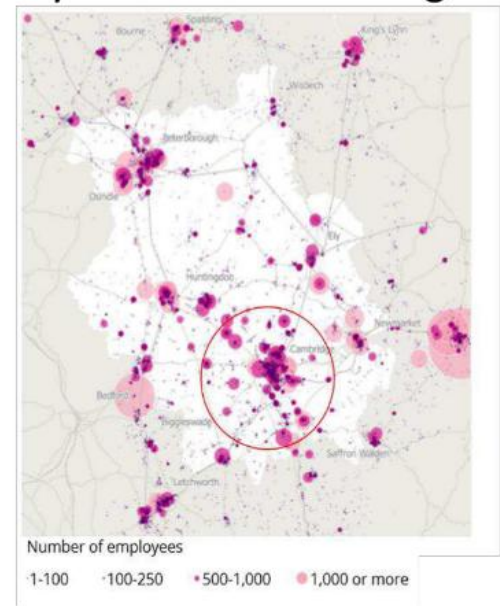 Bourne
Spalding
King's Lynn
Wisbech
Peterborough
Oundle
Ely
Huntingdon
Newmarket
Cambridge
Bedford
Biggleswade
Saffron Walden
Letchworth
Number of employees
1-100
100-250
500-1,000
1,000 or more